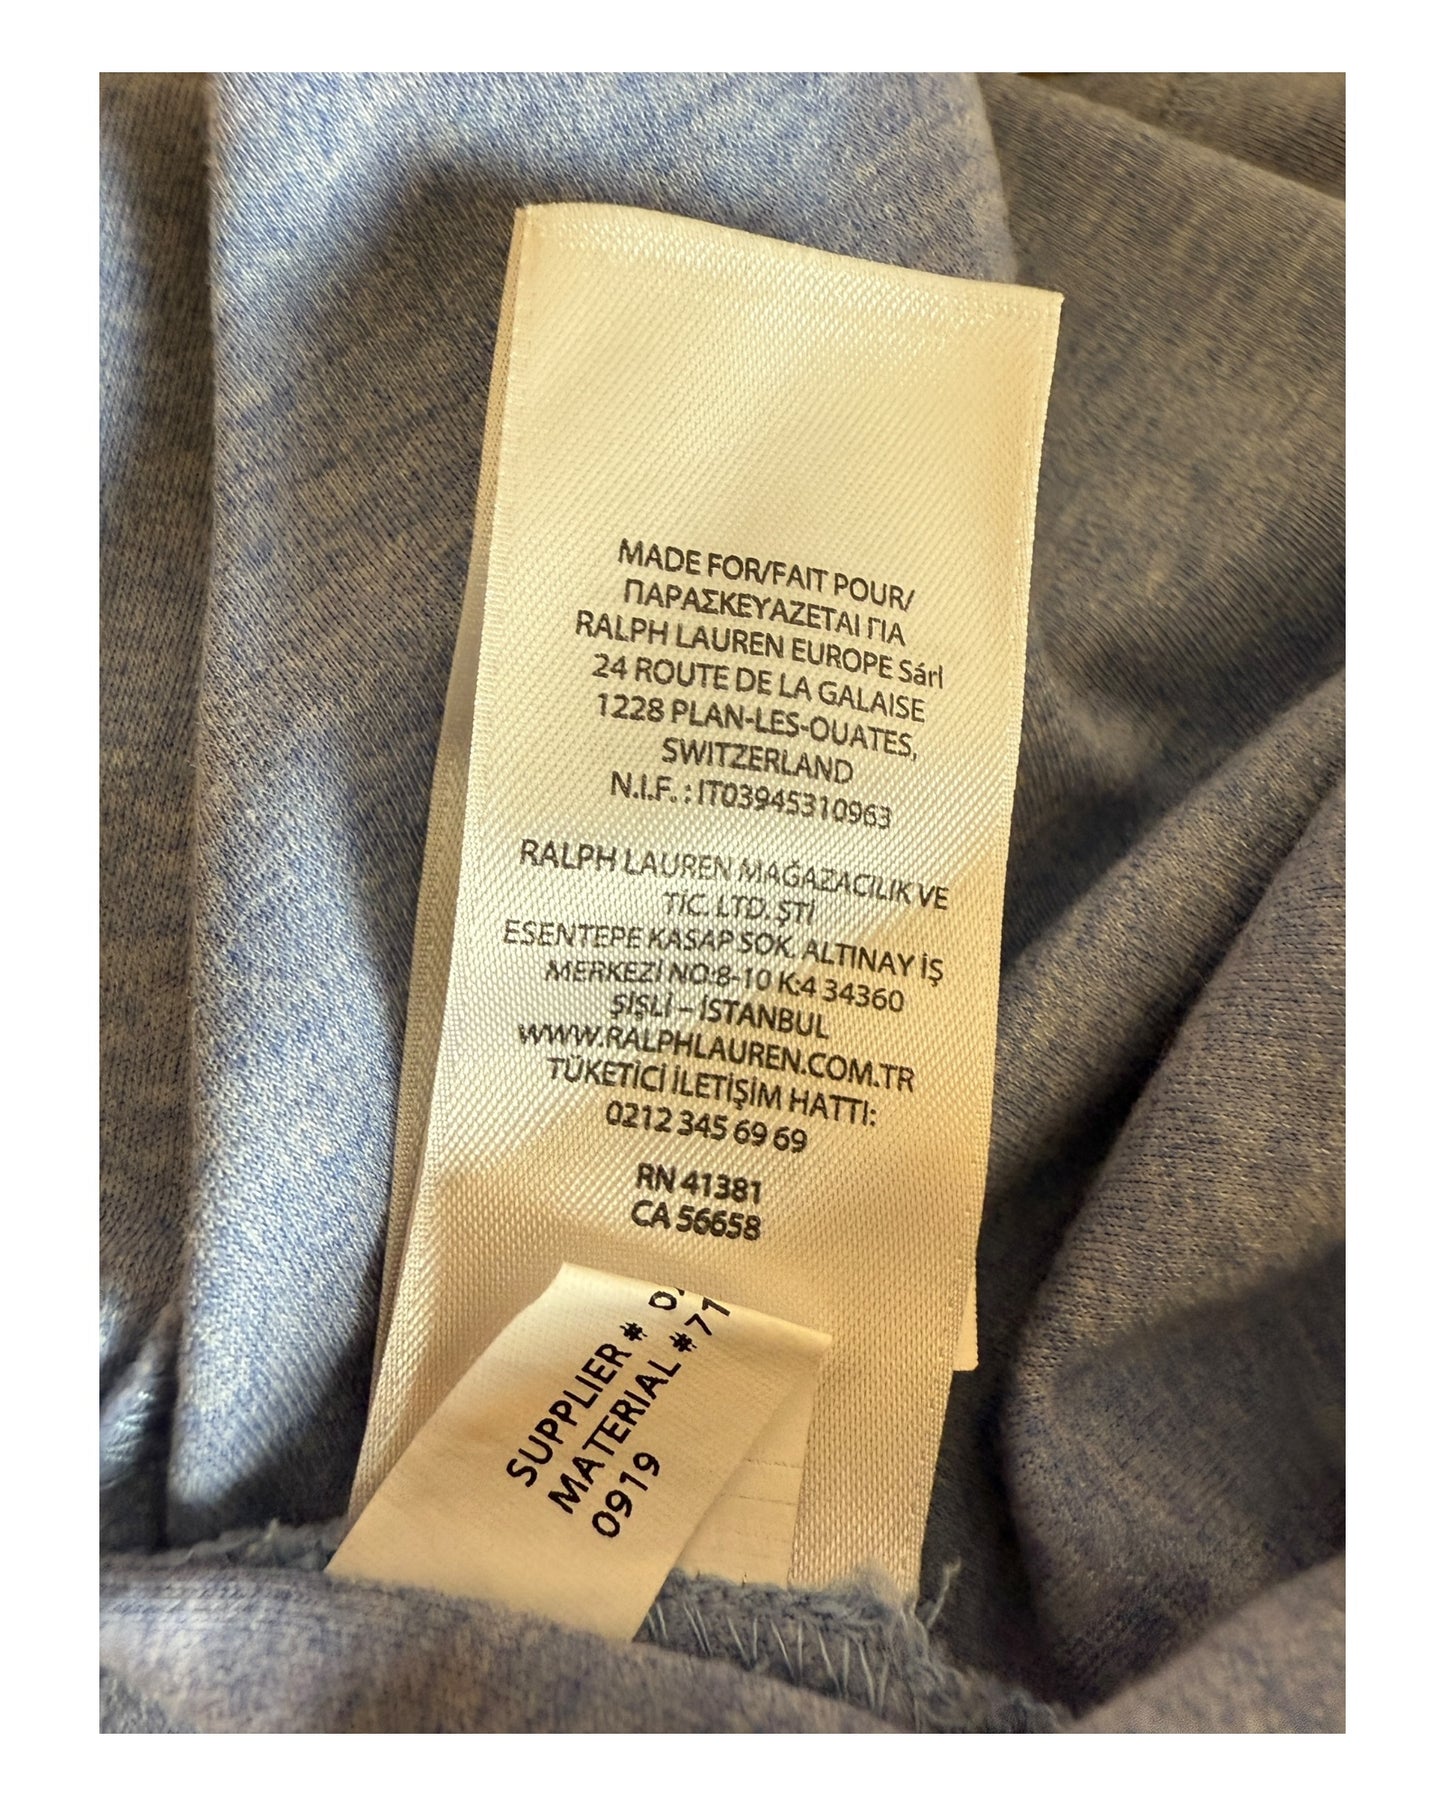 MADE FOR/FAIT POUR/
ΠΑΡΑΣΚΕΥΑΖΕΤΑΙ ΓΙΑ
RALPH LAUREN EUROPE Sárl
24 ROUTE DE LA GALAISE
1228 PLAN-LES-OUATES,
SWITZERLAND
N.I.F. : IT03945310963
RALPH LAUREN MAĞAZACILIK VE
TİC. LTD. ŞTİ
ESENTEPE KASAP SOK. ALTINAY İŞ
MERKEZİ NO:8-10 K:4 34360
ŞİŞLİ – İSTANBUL
WWW.RALPHLAUREN.COM.TR
TÜKETİCİ İLETİŞİM HATTI:
0212 345 69 69
RN 41381
CA 56658
SUPPLIER #
MATERIAL #71
0919